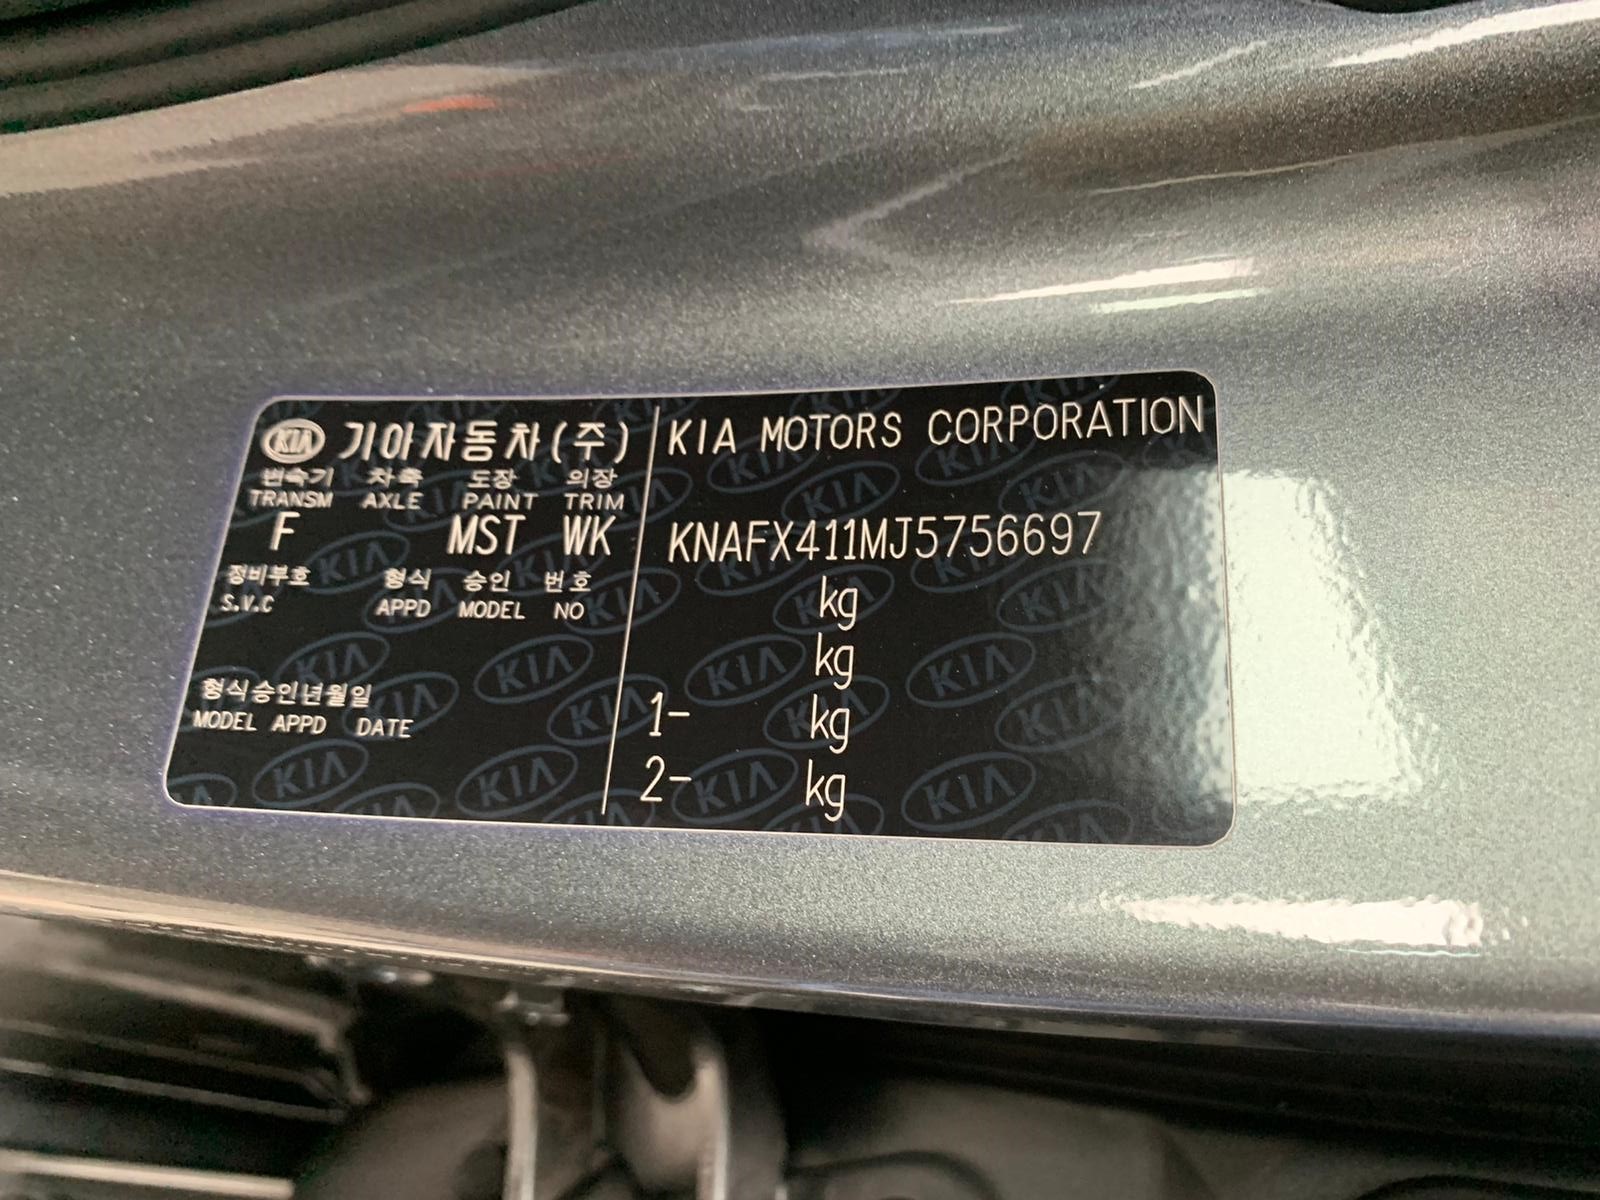 KIA 기아자동차(주)
변속기 차축 도장 의장
TRANSM AXLE PAINT TRIM
F MST WK
정비부호 형식 승인 번호
S.V.C APPD MODEL NO
형식승인년월일
MODEL APPD DATE
KIA MOTORS CORPORATION
KNAFX411MJ5756697
kg
kg
1- kg
2- kg